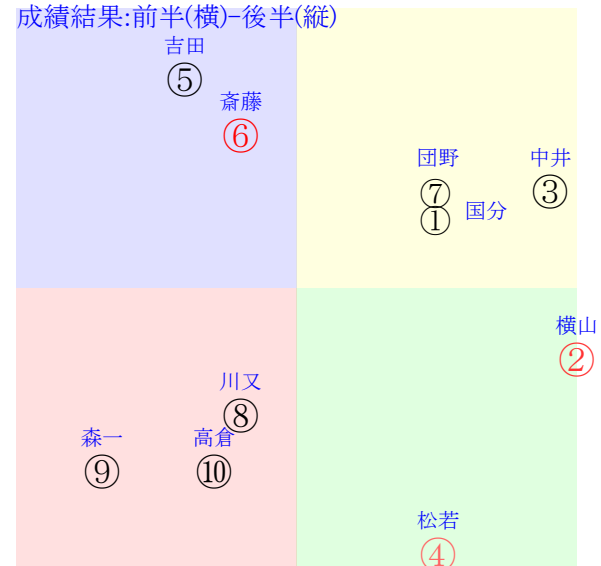 成績結果:前半(横)-後半(縦)
吉田
⑤
斎藤
⑥
団野
中井
⑦
③
①
国分
横山
②
川又
⑧
森一
高倉
⑨
⑩
松若
④